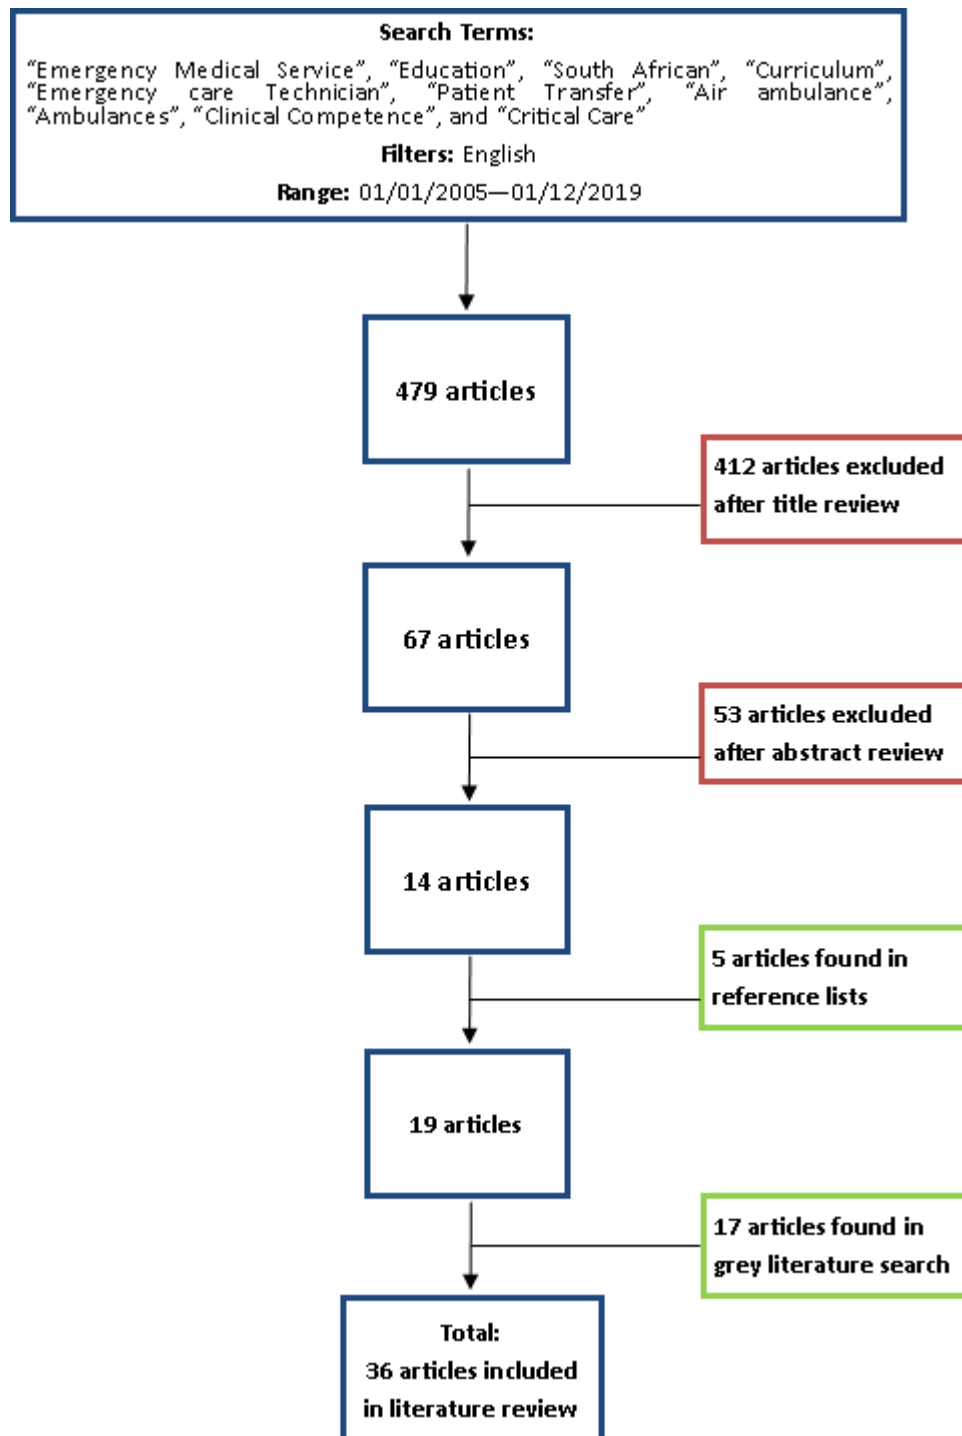 Search Terms:
“Emergency Medical Service”, “Education”, “South African”, “Curriculum”,
“Emergency care Technician”, “Patient Transfer”, “Air ambulance”,
“Ambulances”, “Clinical Competence”, and “Critical Care”
Filters: English
Range: 01/01/2005—01/12/2019
479 articles
412 articles excluded
after title review
67 articles
53 articles excluded
after abstract review
14 articles
5 articles found in
reference lists
19 articles
17 articles found in
grey literature search
Total:
36 articles included
in literature review